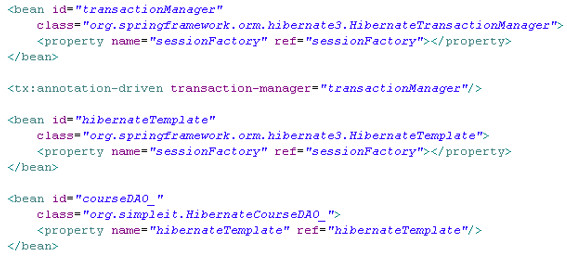 <bean id="transactionManager"
class="org.springframework.orm.hibernate3.HibernateTransactionManager">
<property name="sessionFactory" ref="sessionFactory"></property>
</bean>
<tx:annotation-driven transaction-manager="transactionManager"/>
<bean id="hibernateTemplate"
class="org.springframework.orm.hibernate3.HibernateTemplate">
<property name="sessionFactory" ref="sessionFactory"></property>
</bean>
<bean id="courseDAO_"
class="org.simpleit.HibernateCourseDAO_">
<property name="hibernateTemplate" ref="hibernateTemplate"/>
</bean>